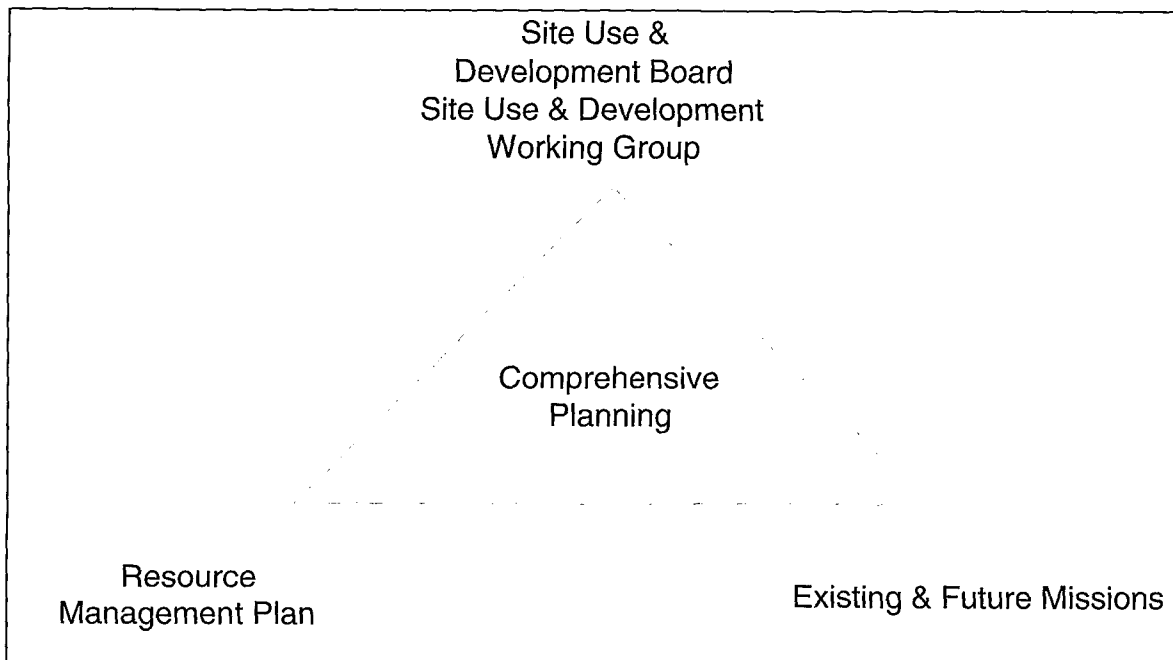 Site Use &
Development Board
Site Use & Development
Working Group
Comprehensive
Planning
Resource
Management Plan
Existing & Future Missions